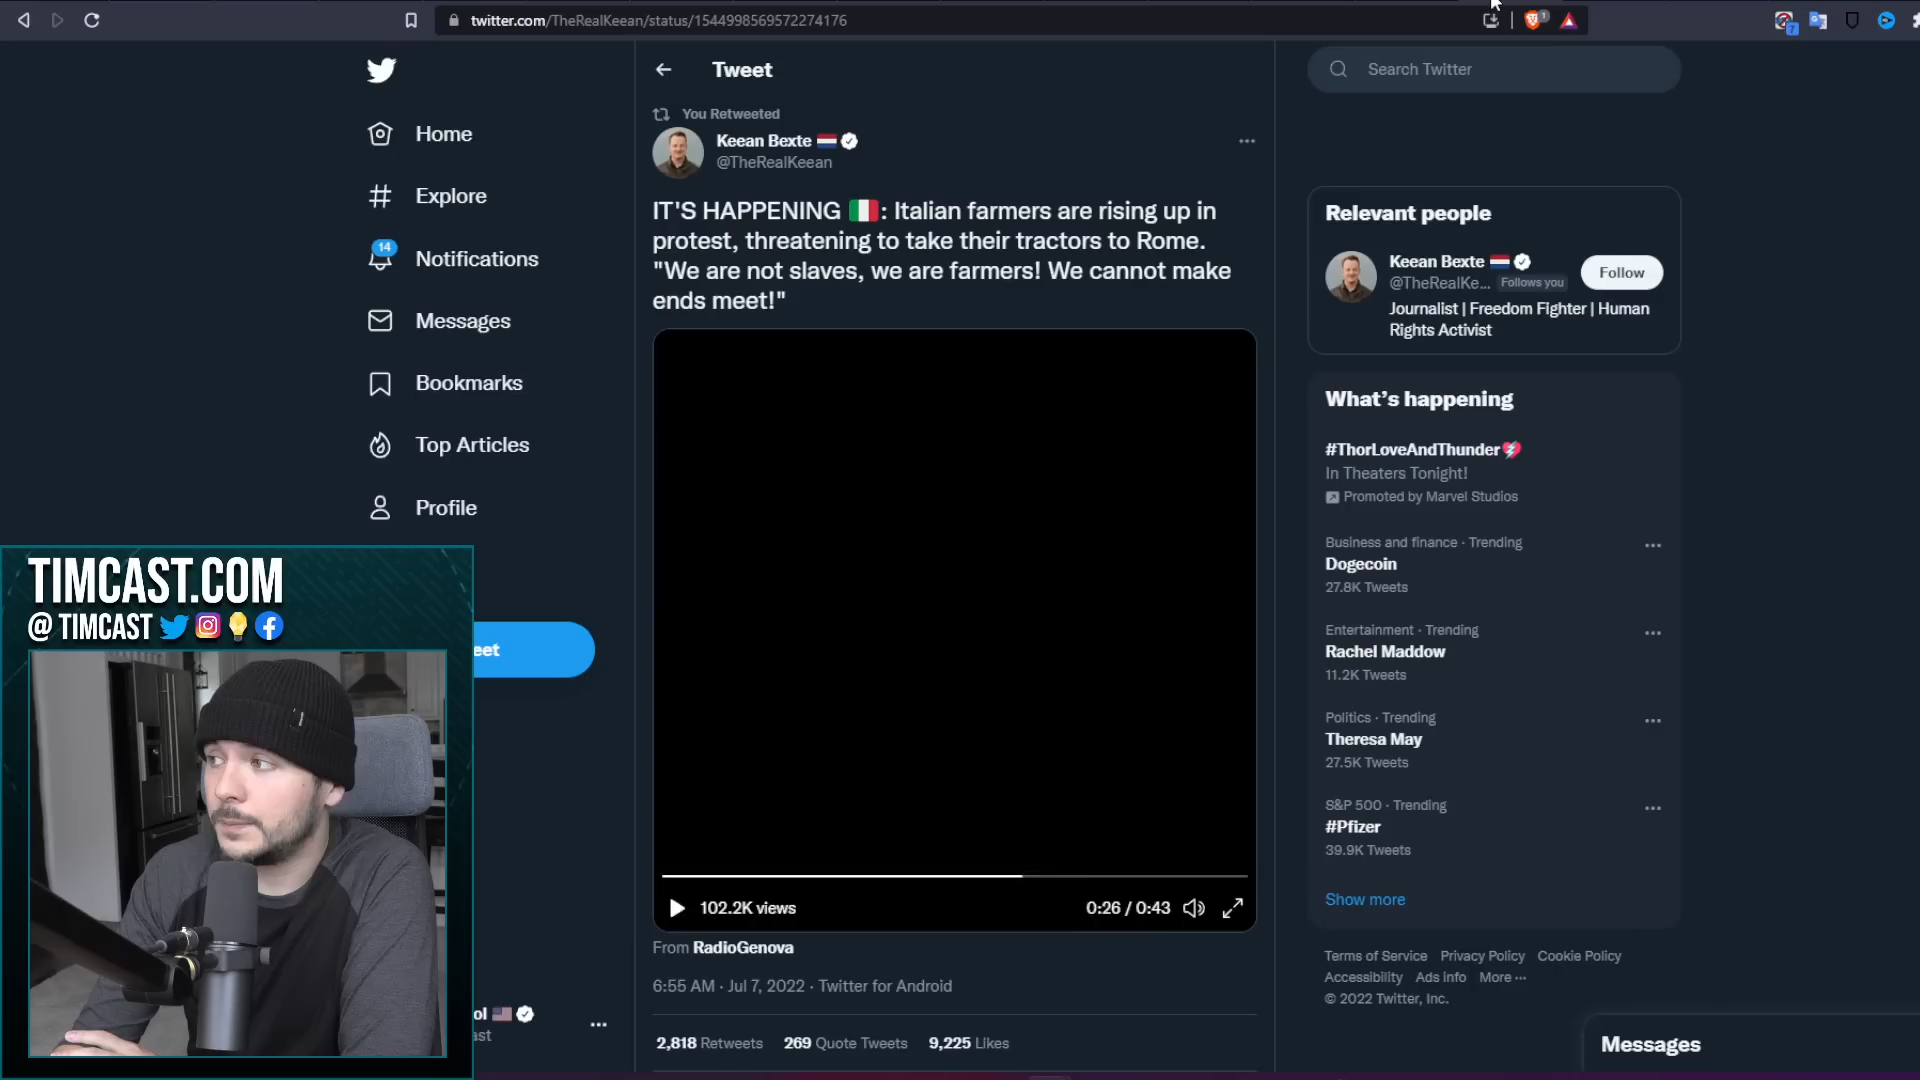 twitter.com/TheRealKeean/status/1544998569572274176
1
7
Tweet
Search Twitter
Home
Explore
14
Notifications
Messages
Bookmarks
Top Articles
Profile
eet
You Retweeted
Keean Bexte
@TheRealKeean
IT'S HAPPENING 🇮🇹: Italian farmers are rising up in
protest, threatening to take their tractors to Rome.
"We are not slaves, we are farmers! We cannot make
ends meet!"
102.2K views
0:26 / 0:43
From RadioGenova
6:55 AM · Jul 7, 2022 · Twitter for Android
2,818 Retweets 269 Quote Tweets 9,225 Likes
Relevant people
Keean Bexte
@TheRealKe... Follows you
Follow
Journalist | Freedom Fighter | Human
Rights Activist
What's happening
#ThorLoveAndThunder
In Theaters Tonight!
Promoted by Marvel Studios
Business and finance · Trending
Dogecoin
27.8K Tweets
Entertainment · Trending
Rachel Maddow
11.2K Tweets
Politics · Trending
Theresa May
27.5K Tweets
S&P 500 · Trending
#Pfizer
39.9K Tweets
Show more
Terms of Service Privacy Policy Cookie Policy
Accessibility Ads info More ···
© 2022 Twitter, Inc.
Messages
TIMCAST.COM
@ TIMCAST
ol
ast